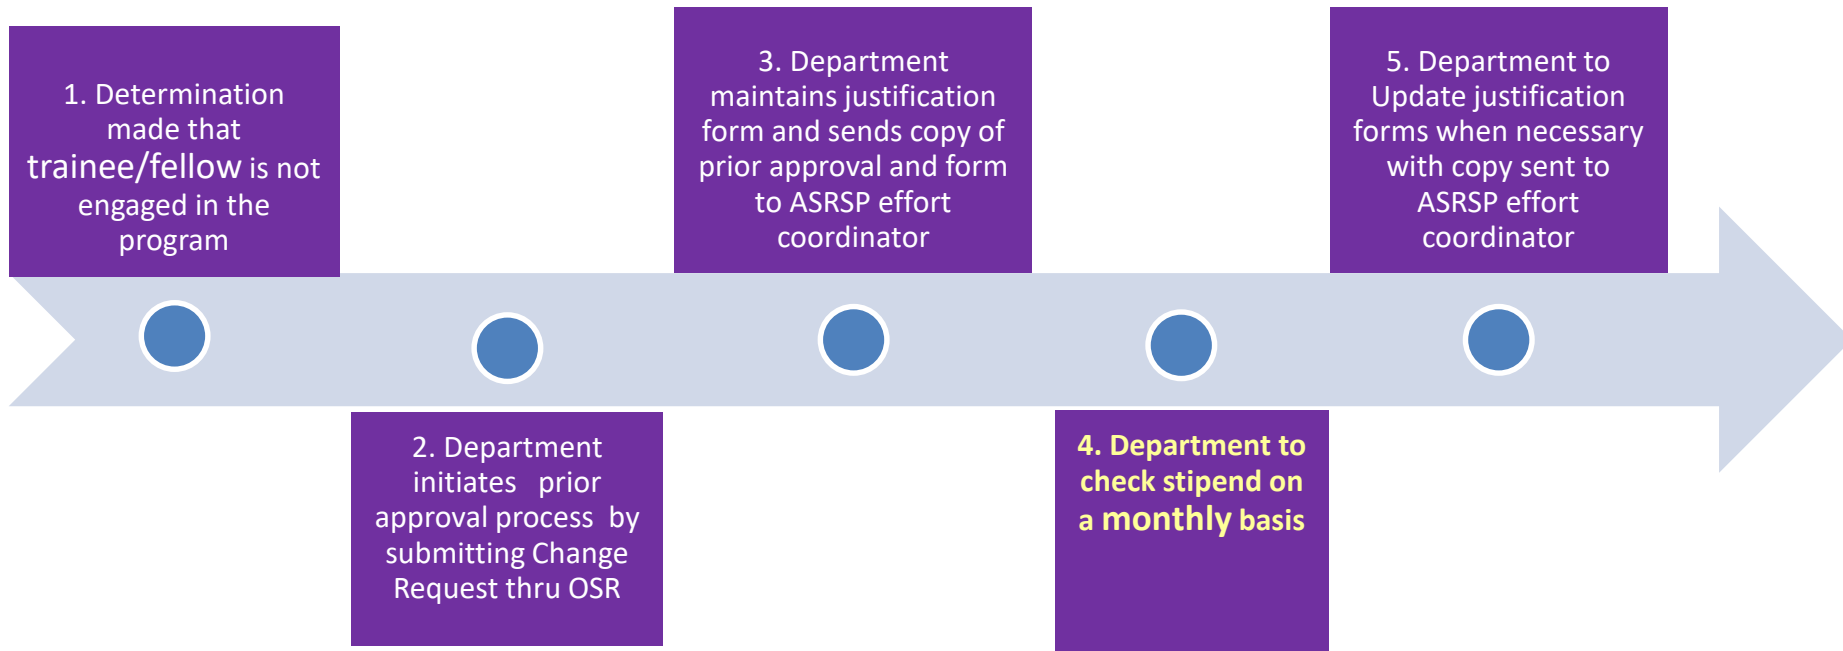 1. Determination
made that
trainee/fellow is not
engaged in the
program
2. Department
initiates prior
approval process by
submitting Change
Request thru OSR
3. Department
maintains justification
form and sends copy of
prior approval and form
to ASRSP effort
coordinator
4. Department to
check stipend on
a monthly basis
5. Department to
Update justification
forms when necessary
with copy sent to
ASRSP effort
coordinator